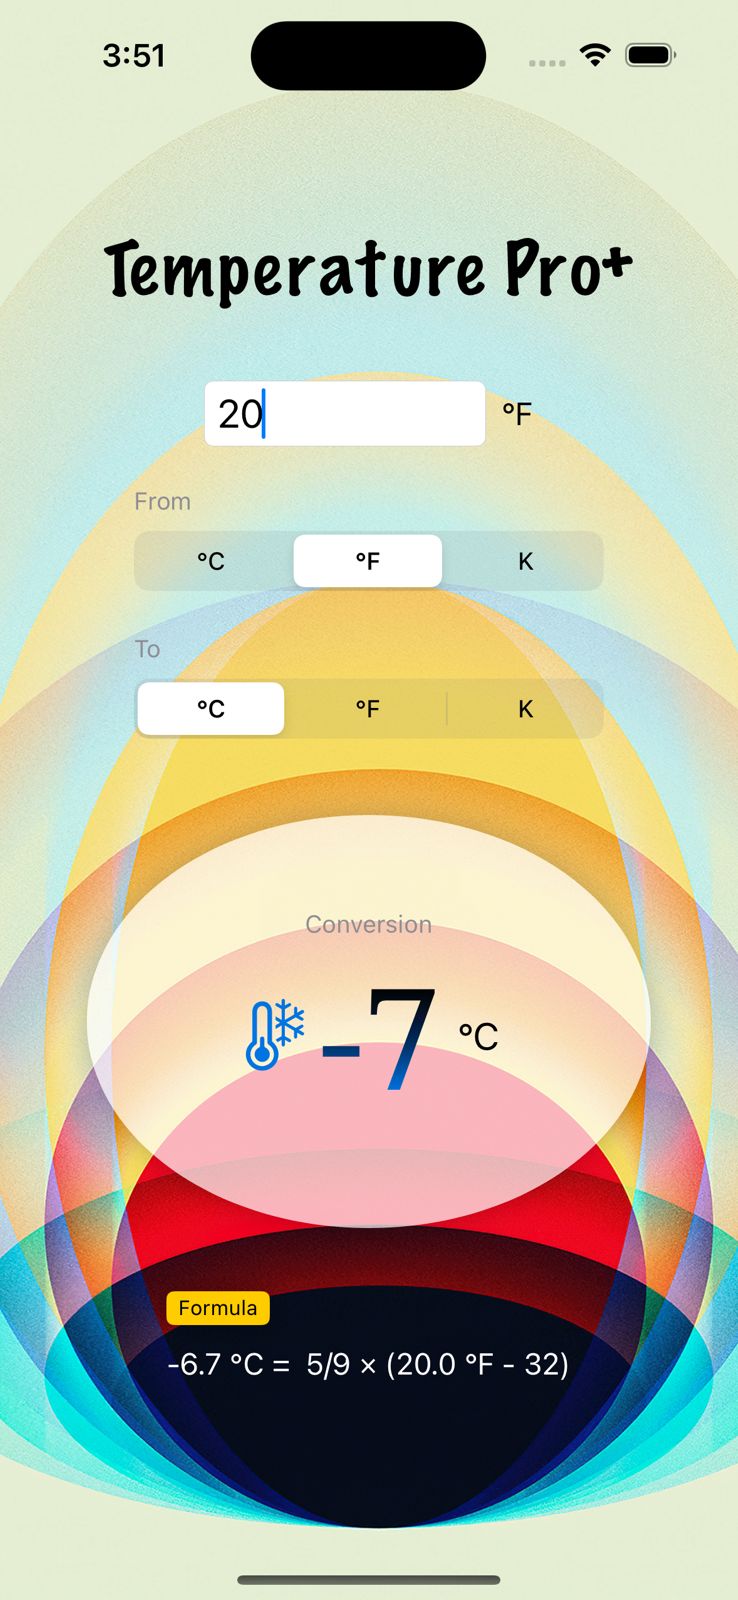 3:51
Temperature Pro+
20 °F
From
°C °F K
To
°C °F K
Conversion
-7 °C
Formula
-6.7 °C = 5/9 × (20.0 °F - 32)